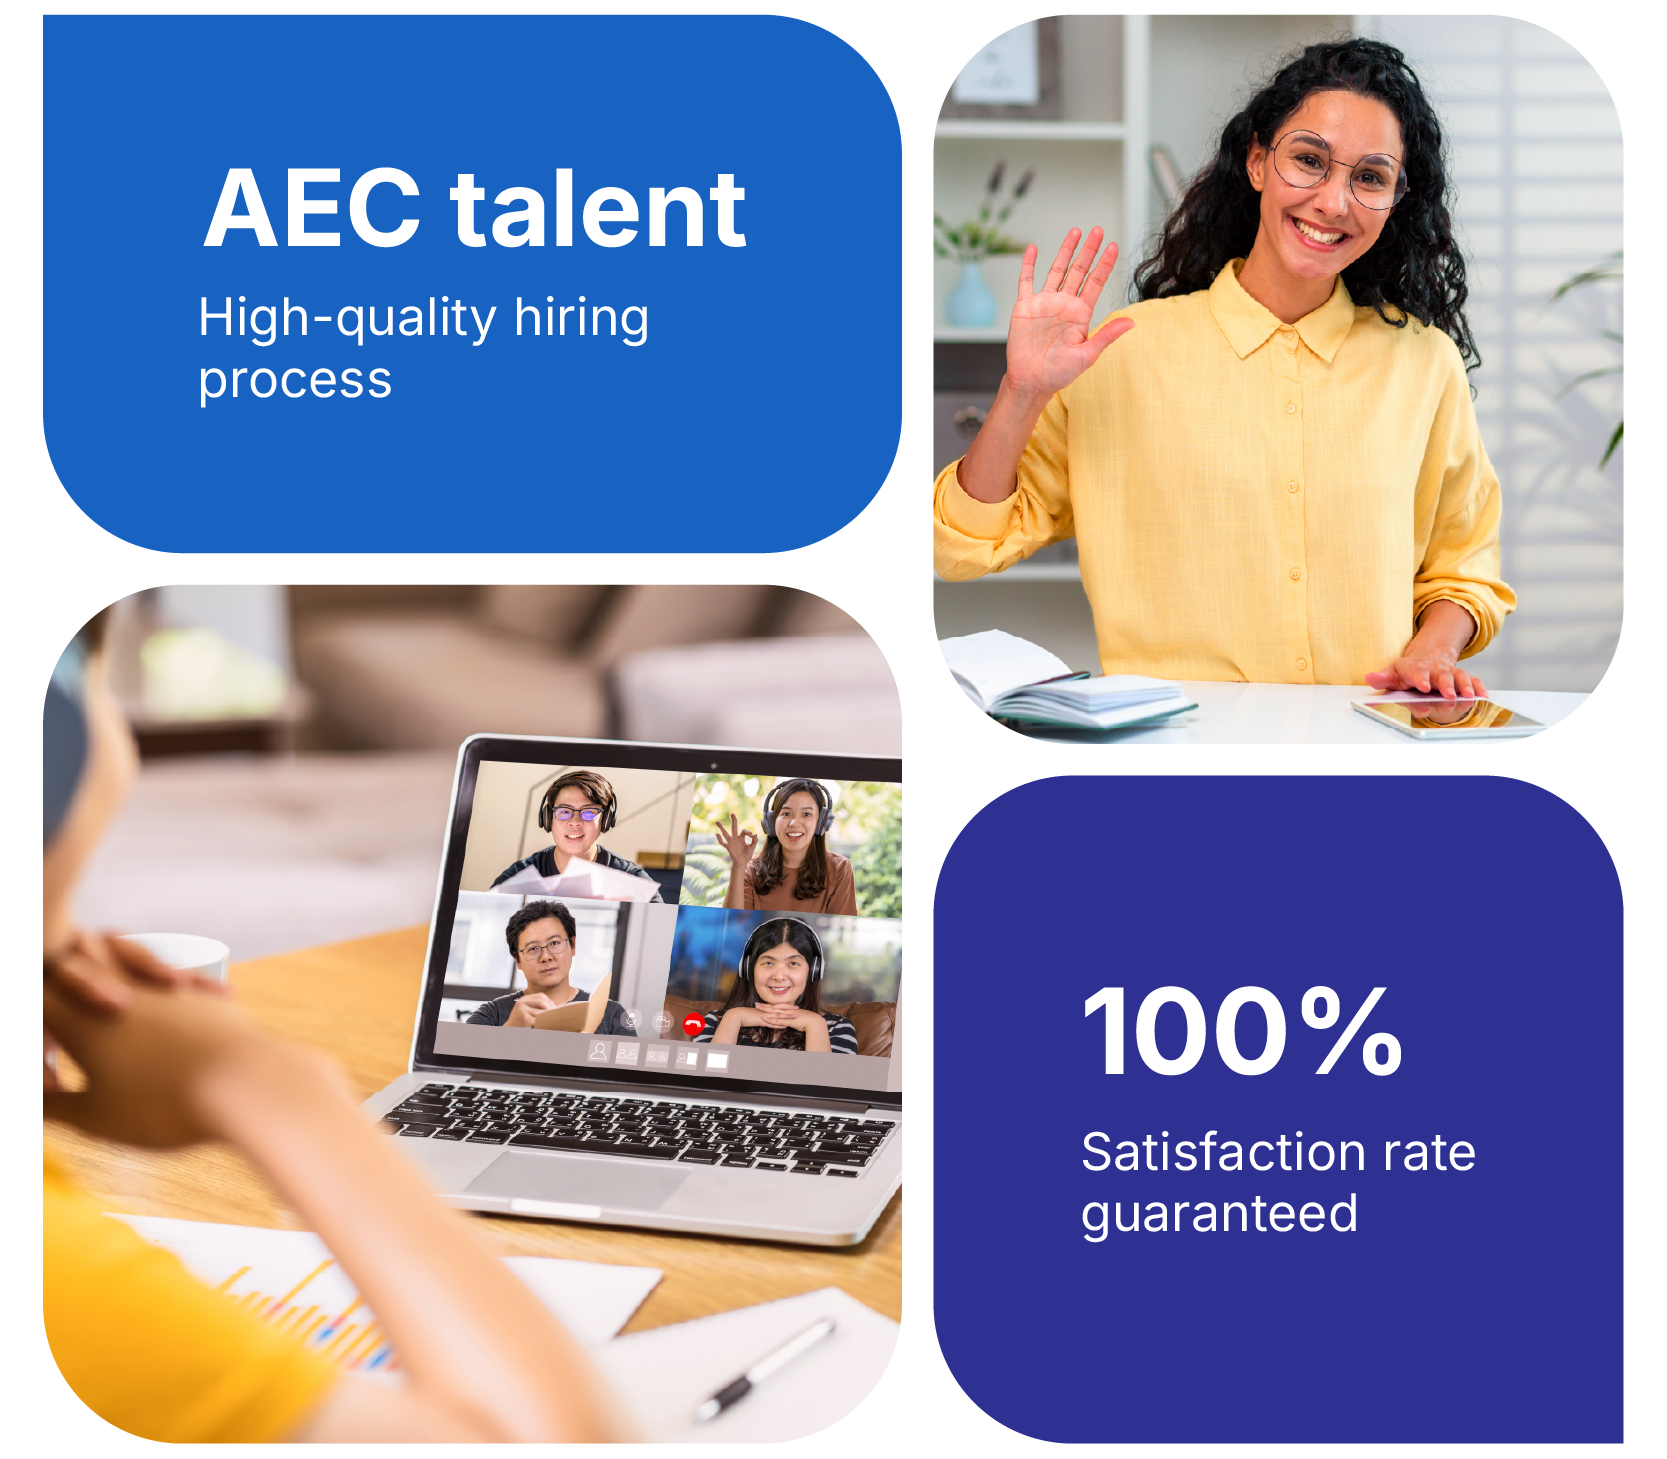 AEC talent
High-quality hiring
process
100%
Satisfaction rate
guaranteed